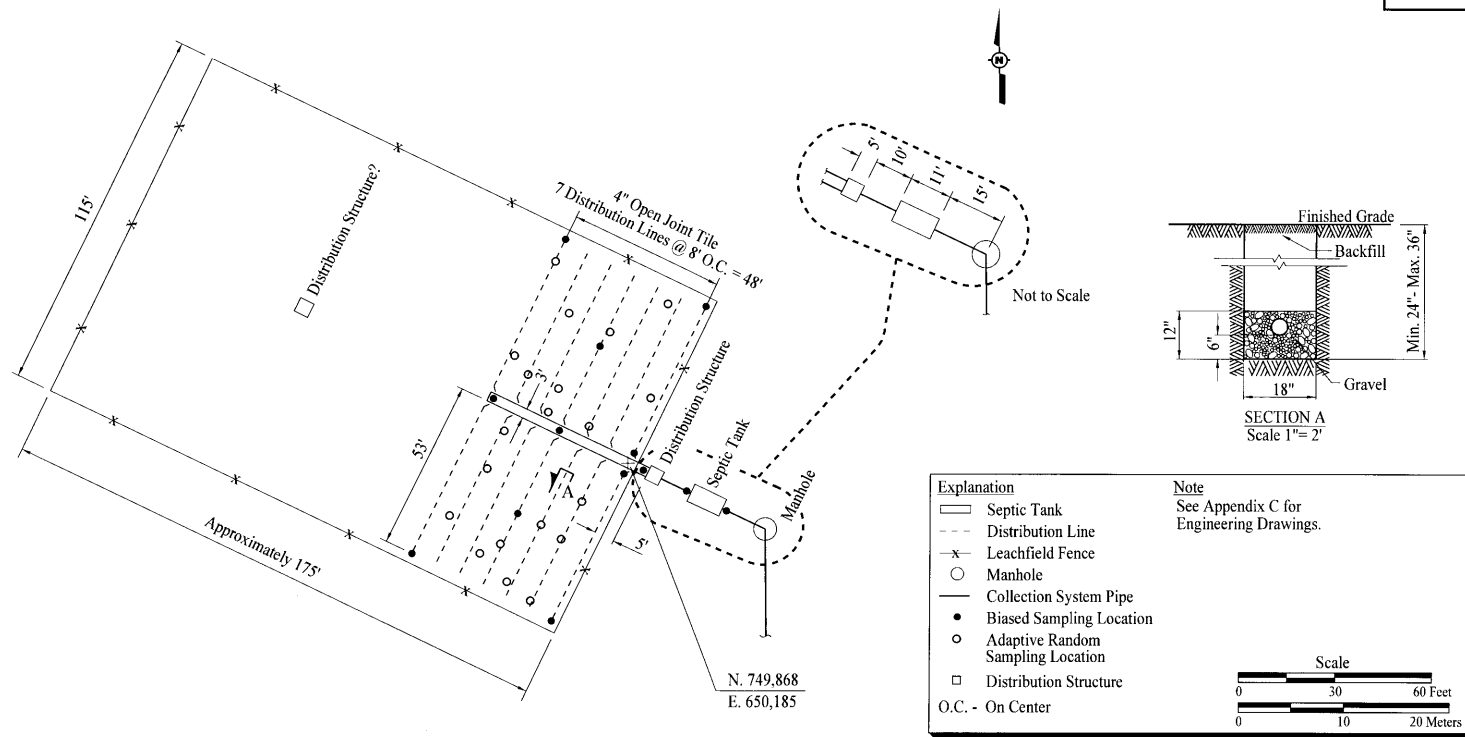 N
115'
Distribution Structure?
4" Open Joint Tile
7 Distribution Lines @ 8' O.C. = 48'
5'
10'
11'
15'
Not to Scale
3'
53'
Distribution Structure
Septic Tank
Manhole
A
5'
Approximately 175'
N. 749,868
E. 650,185
Finished Grade
Backfill
Min. 24"- Max. 36"
12"
6"
18"
Gravel
SECTION A
Scale 1"= 2'
Explanation
Septic Tank
Distribution Line
x Leachfield Fence
Manhole
Collection System Pipe
Biased Sampling Location
Adaptive Random
Sampling Location
Distribution Structure
O.C. - On Center
Note
See Appendix C for
Engineering Drawings.
Scale
0 30 60 Feet
0 10 20 Meters